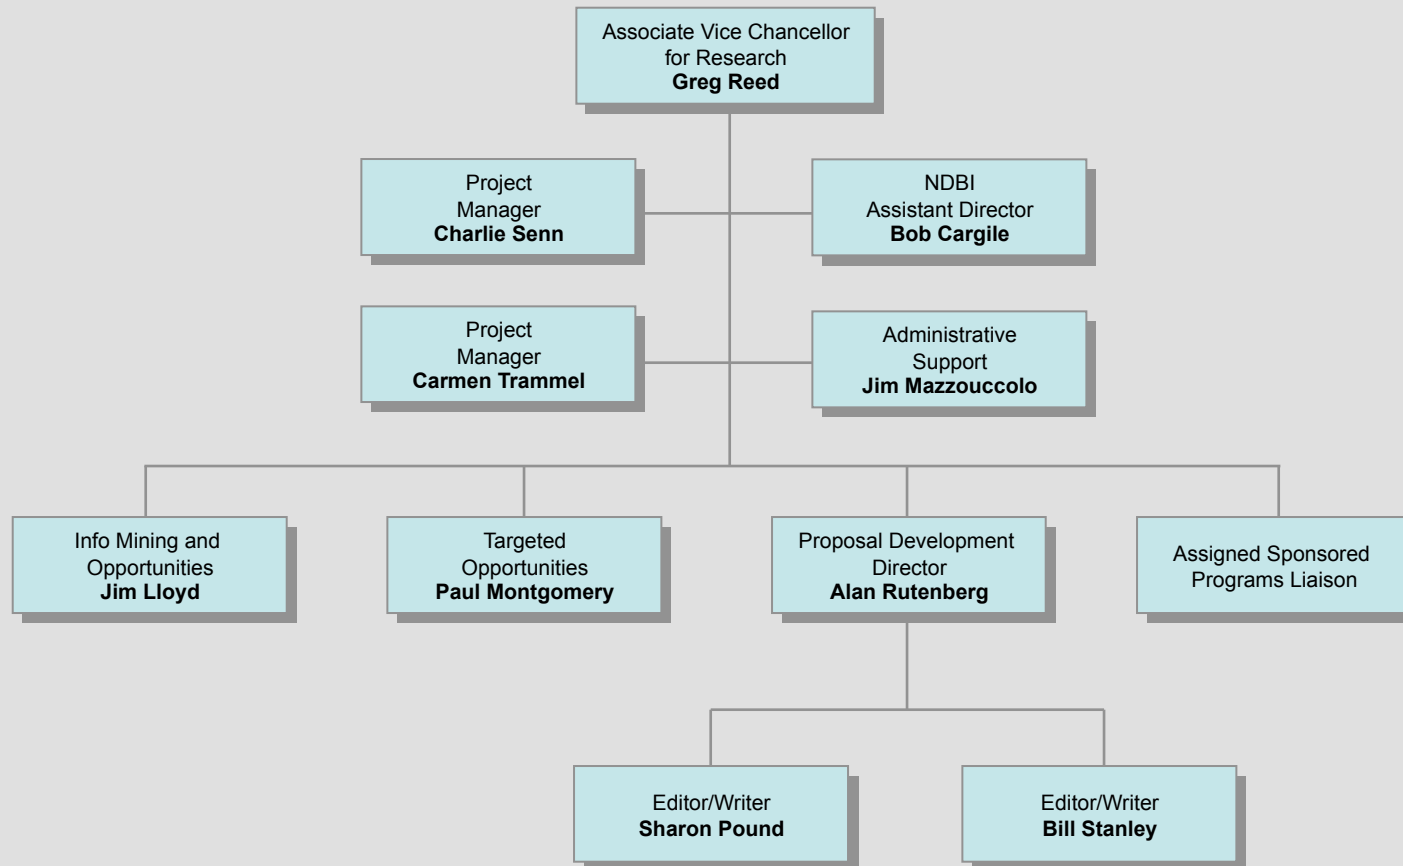 Associate Vice Chancellor
for Research
Greg Reed
Project
Manager
Charlie Senn
NDBI
Assistant Director
Bob Cargile
Project
Manager
Carmen Trammel
Administrative
Support
Jim Mazzouccolo
Info Mining and
Opportunities
Jim Lloyd
Targeted
Opportunities
Paul Montgomery
Proposal Development
Director
Alan Rutenberg
Assigned Sponsored
Programs Liaison
Editor/Writer
Sharon Pound
Editor/Writer
Bill Stanley